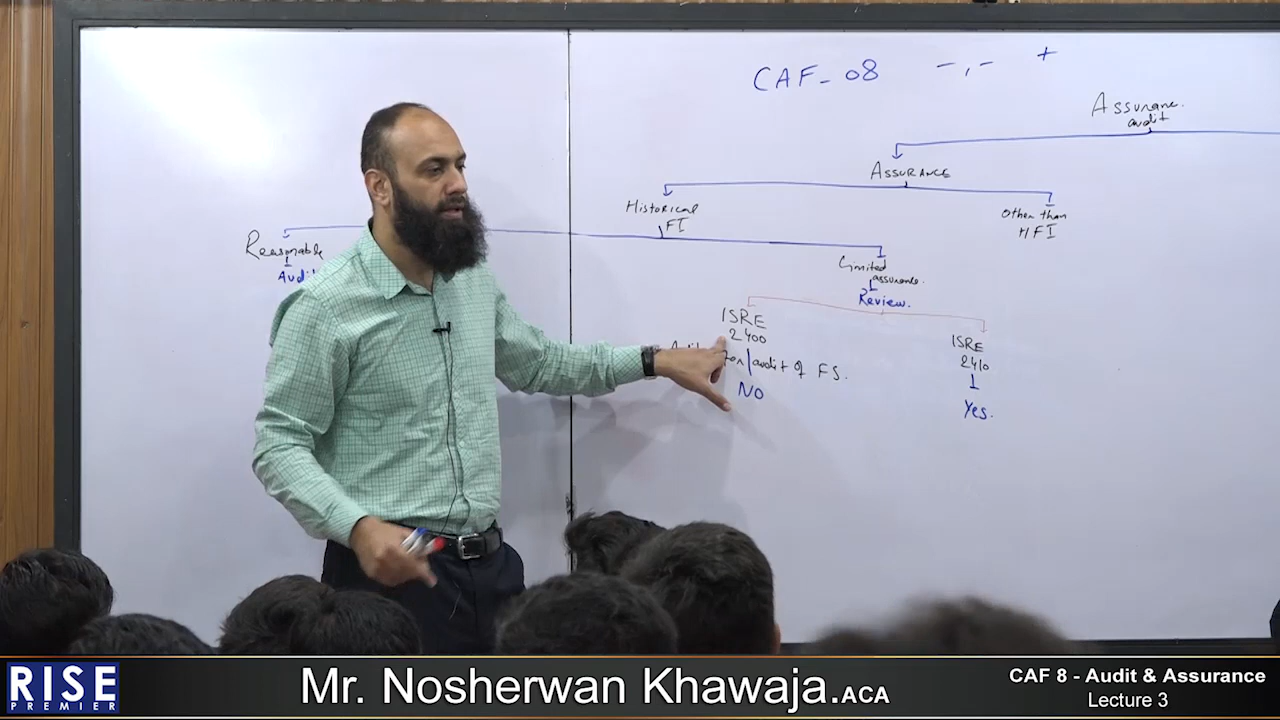 CAF-08 -,- +
Assurance.
audit
ASSURANCE
Historical
FI
Other than
HFI
Reasonable
Audit
Limited
assurance.
Review.
ISRE
2400
ISRE
2410
audit of FS.
No
Yes.
RISE
PREMIER
Mr. Nosherwan Khawaja.ACA
CAF 8 - Audit & Assurance
Lecture 3